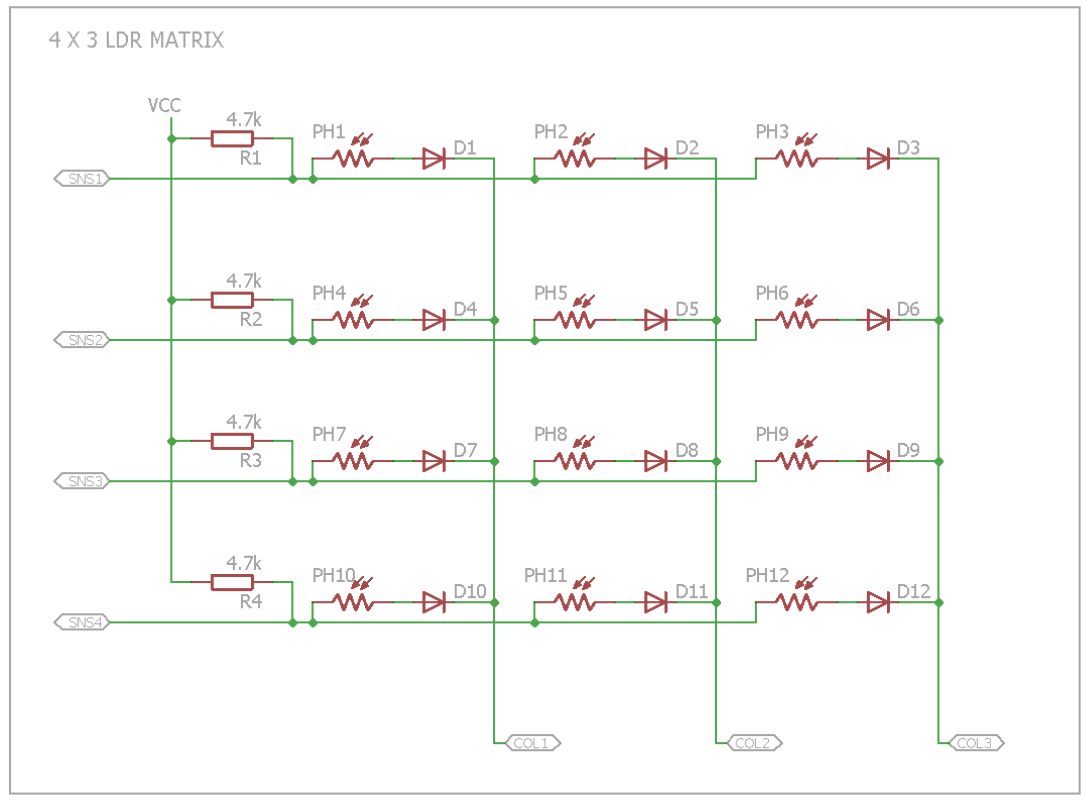 4 X 3 LDR MATRIX
VCC
4.7k
R1
PH1
D1
PH2
D2
PH3
D3
SNS1
4.7k
R2
PH4
D4
PH5
D5
PH6
D6
SNS2
4.7k
R3
PH7
D7
PH8
D8
PH9
D9
SNS3
4.7k
R4
PH10
D10
PH11
D11
PH12
D12
SNS4
COL1
COL2
COL3